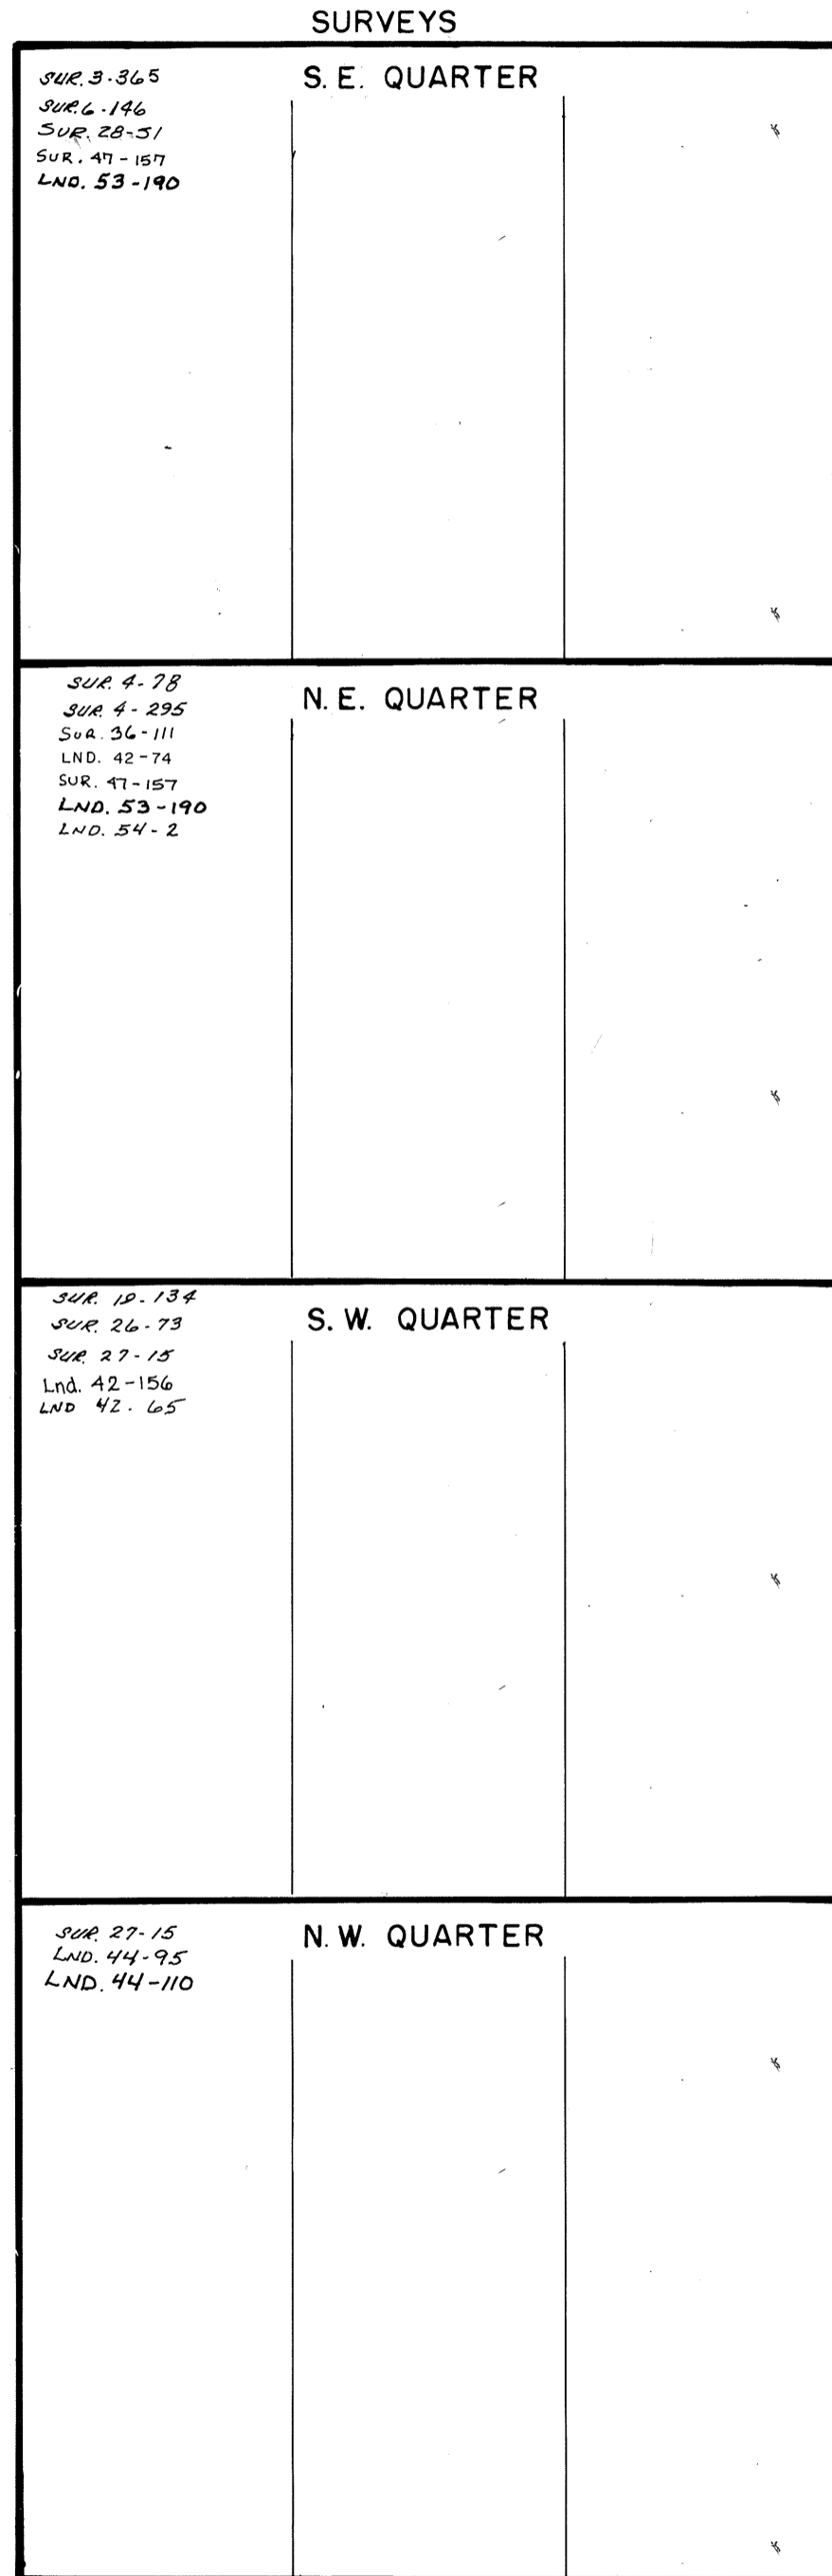 SURVEYS
S.E. QUARTER
SUR. 3-365
SUR. 6-146
SUR. 28-51
SUR. 47-157
LND. 53-190
N.E. QUARTER
SUR. 4-78
SUR. 4-295
SUR. 36-111
LND. 42-74
SUR. 47-157
LND. 53-190
LND. 54-2
S.W. QUARTER
SUR. 19-134
SUR. 26-73
SUR. 27-15
Lnd. 42-156
LND 42-65
N.W. QUARTER
SUR. 27-15
LND. 44-95
LND. 44-110